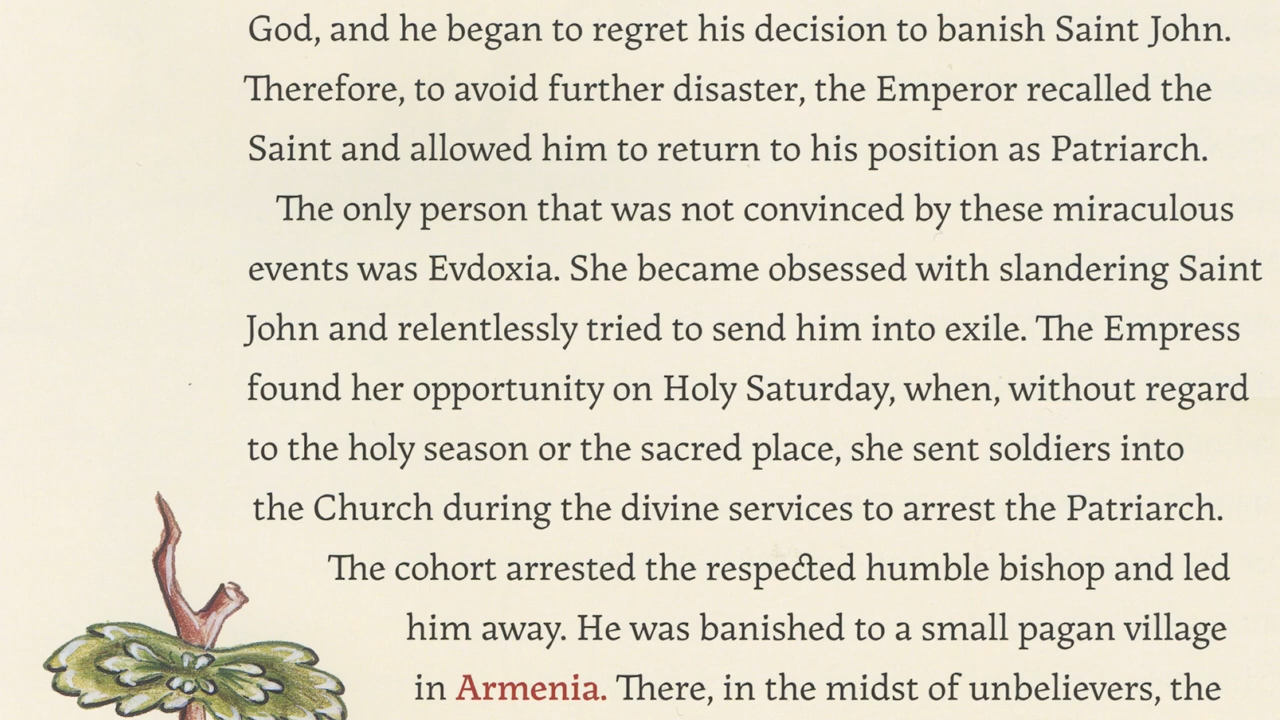 God, and he began to regret his decision to banish Saint John.
Therefore, to avoid further disaster, the Emperor recalled the
Saint and allowed him to return to his position as Patriarch.
The only person that was not convinced by these miraculous
events was Evdoxia. She became obsessed with slandering Saint
John and relentlessly tried to send him into exile. The Empress
found her opportunity on Holy Saturday, when, without regard
to the holy season or the sacred place, she sent soldiers into
the Church during the divine services to arrest the Patriarch.
The cohort arrested the respected humble bishop and led
him away. He was banished to a small pagan village
in Armenia. There, in the midst of unbelievers, the